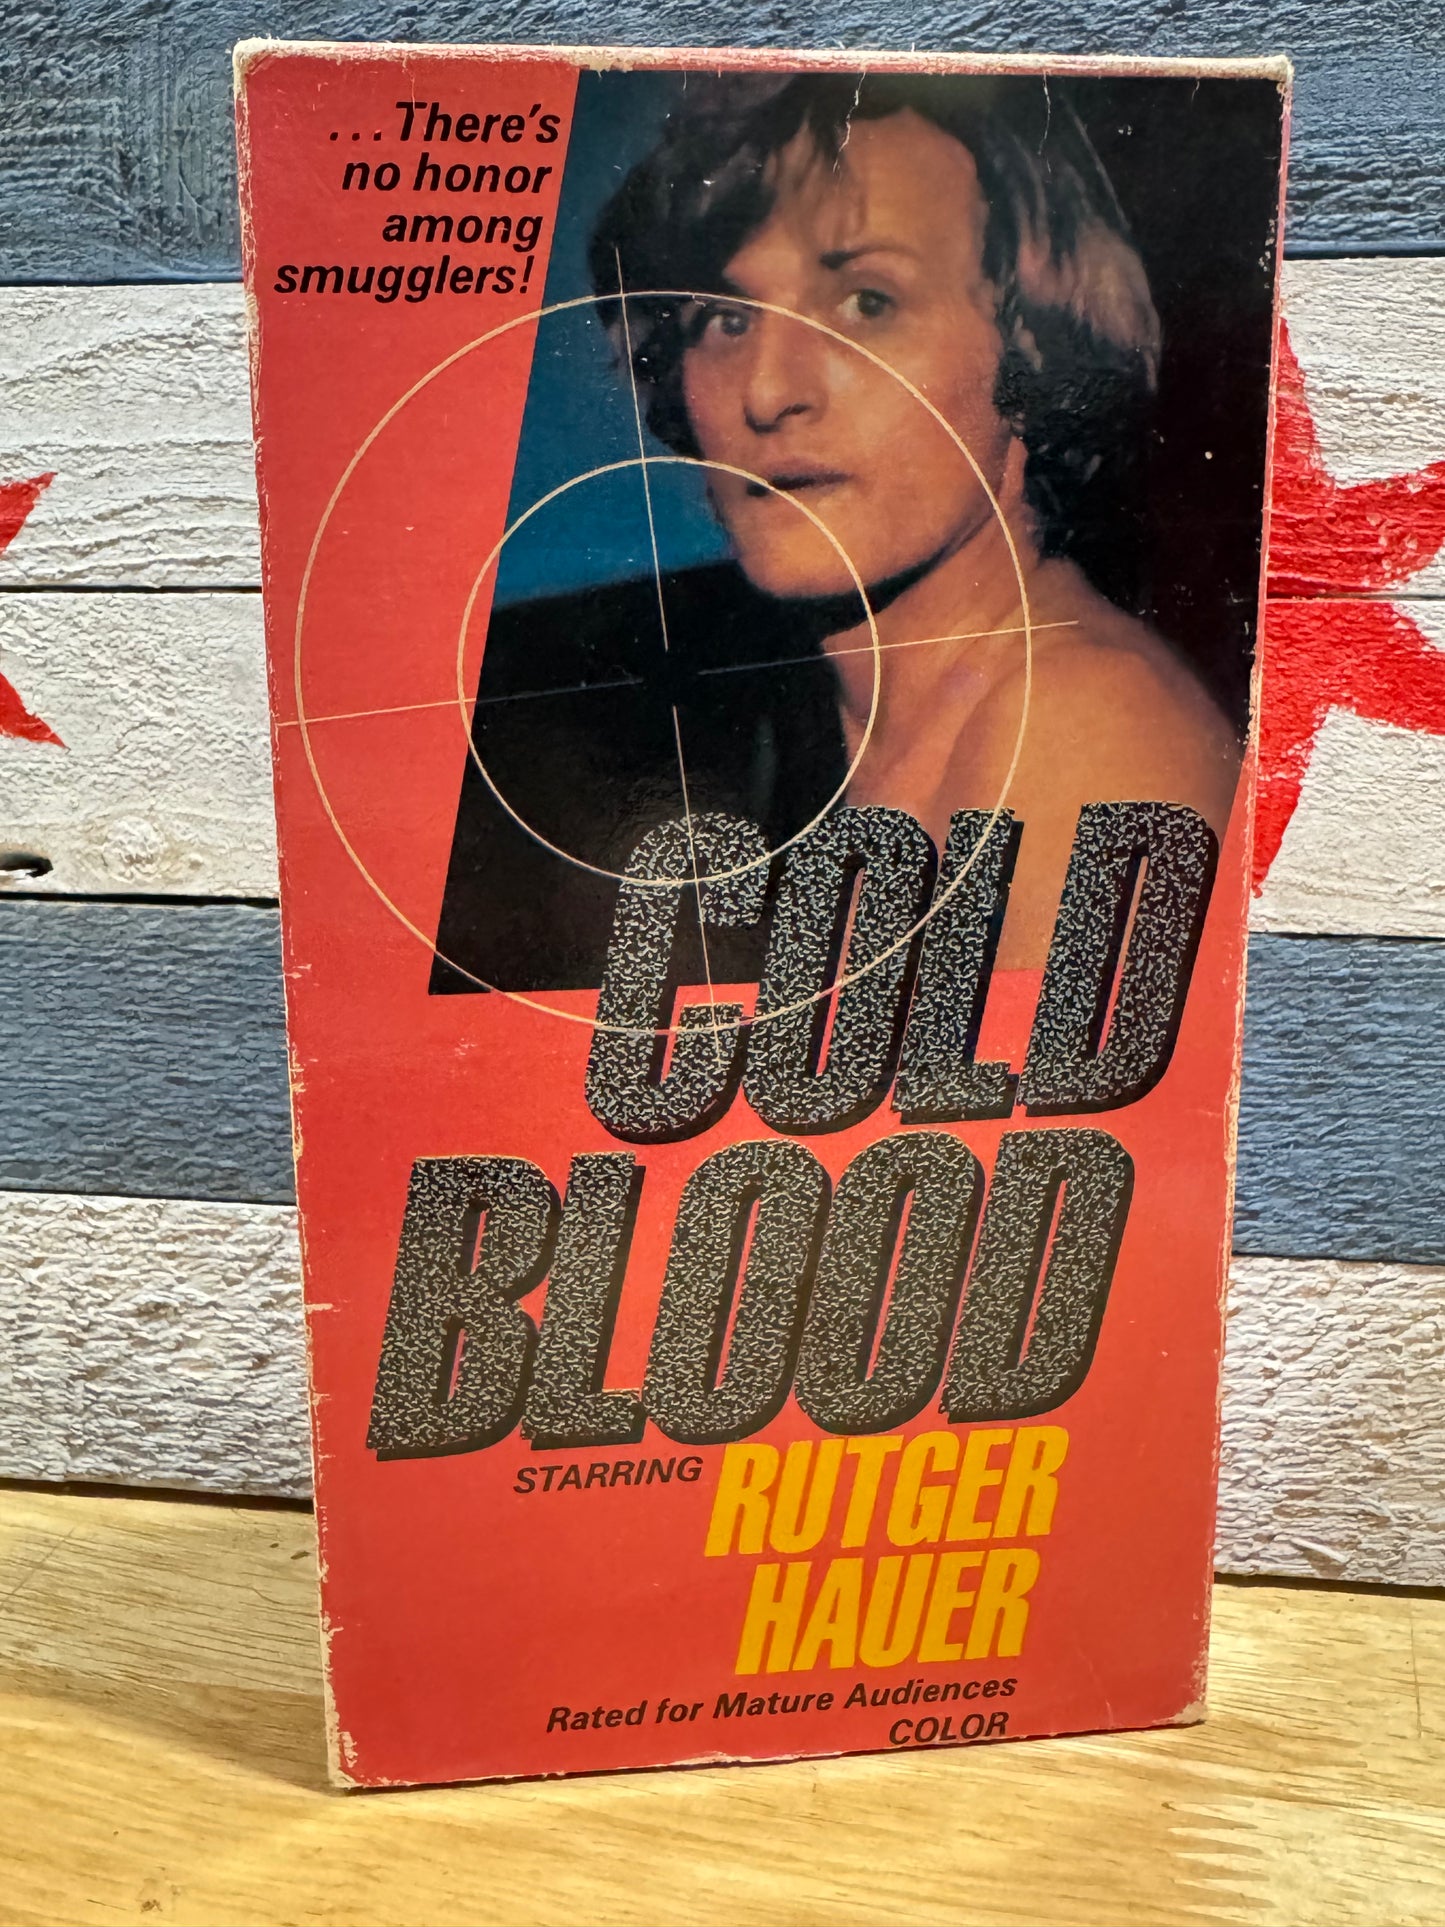 ...There's
no honor
among
smugglers!
COLD
BLOOD
STARRING RUTGER
HAUER
Rated for Mature Audiences
COLOR